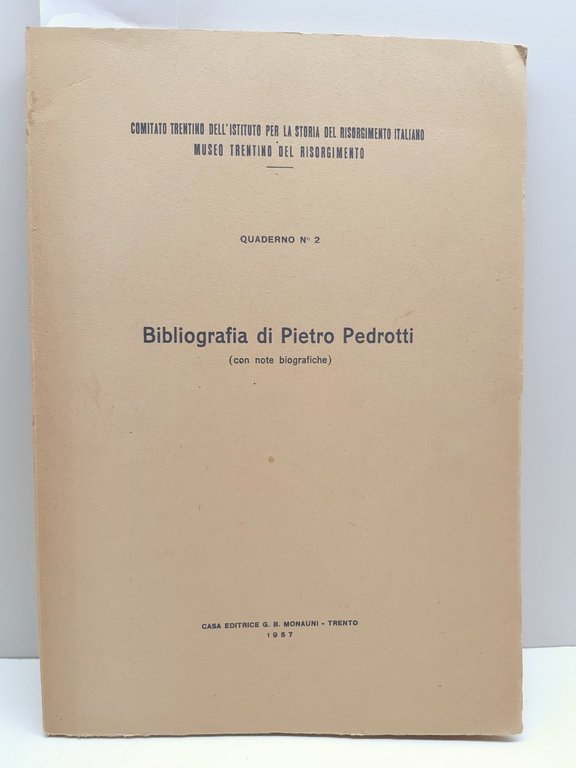 COMITATO TRENTINO DELL'ISTITUTO PER LA STORIA DEL RISORGIMENTO ITALIANO
MUSEO TRENTINO DEL RISORGIMENTO
QUADERNO N° 2
Bibliografia di Pietro Pedrotti
(con note biografiche)
CASA EDITRICE G. B. MONAUNI - TRENTO
1957